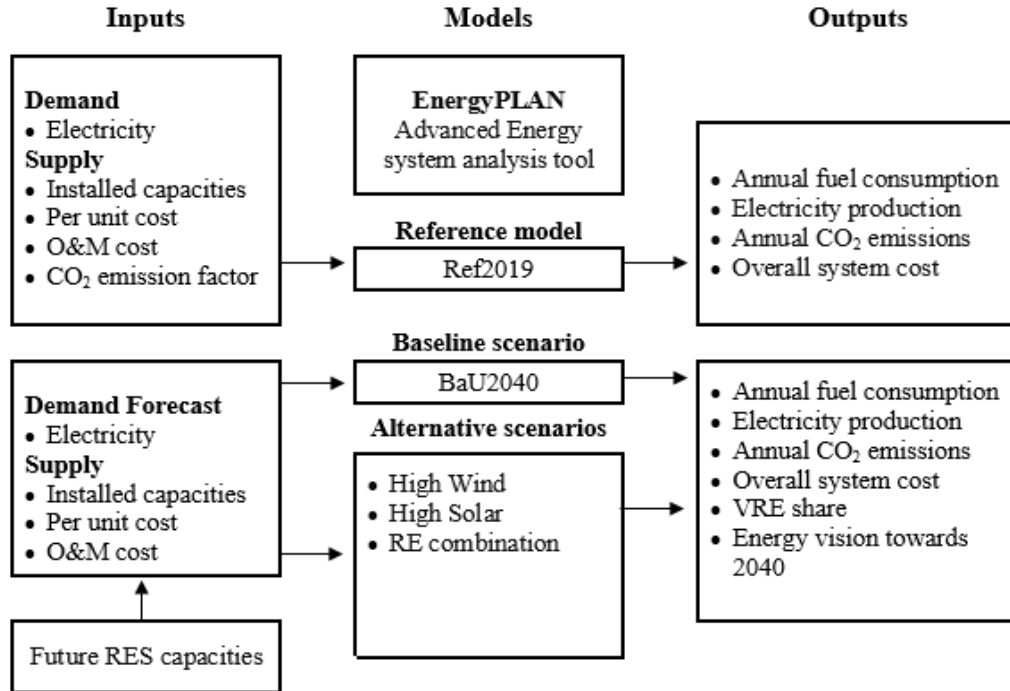 Inputs
Models
Outputs
Demand
• Electricity
Supply
• Installed capacities
• Per unit cost
• O&M cost
• CO₂ emission factor
EnergyPLAN
Advanced Energy
system analysis tool
Reference model
Ref2019
• Annual fuel consumption
• Electricity production
• Annual CO₂ emissions
• Overall system cost
Demand Forecast
• Electricity
Supply
• Installed capacities
• Per unit cost
• O&M cost
Future RES capacities
Baseline scenario
BaU2040
Alternative scenarios
• High Wind
• High Solar
• RE combination
• Annual fuel consumption
• Electricity production
• Annual CO₂ emissions
• Overall system cost
• VRE share
• Energy vision towards
2040